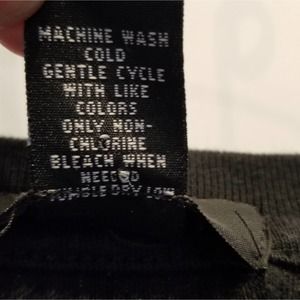 MACHINE WASH
COLD
GENTLE CYCLE
WITH LIKE
COLORS
ONLY NON-
CHLORINE
BLEACH WHEN
NEEDED
TUMBLE DRY LOW